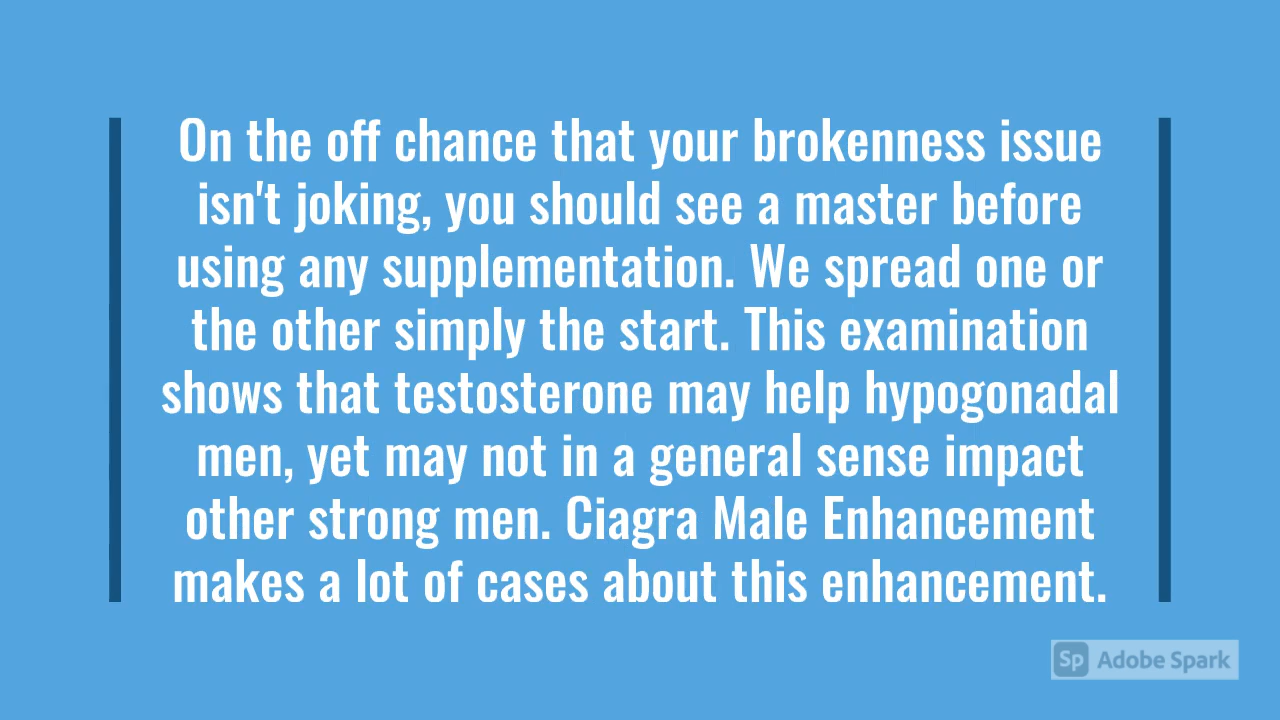 On the off chance that your brokenness issue
isn't joking, you should see a master before
using any supplementation. We spread one or
the other simply the start. This examination
shows that testosterone may help hypogonadal
men, yet may not in a general sense impact
other strong men. Ciagra Male Enhancement
makes a lot of cases about this enhancement.
Sp Adobe Spark